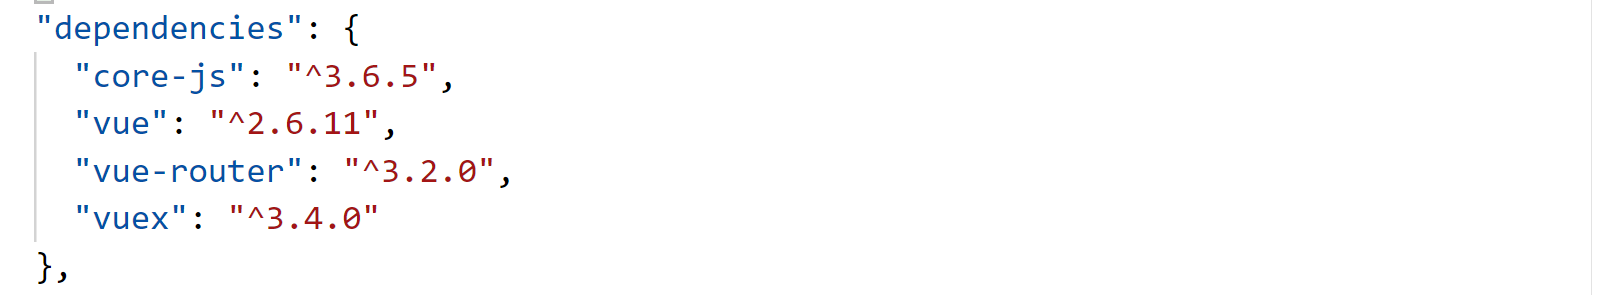 "dependencies": {
"core-js": "^3.6.5",
"vue": "^2.6.11",
"vue-router": "^3.2.0",
"vuex": "^3.4.0"
},